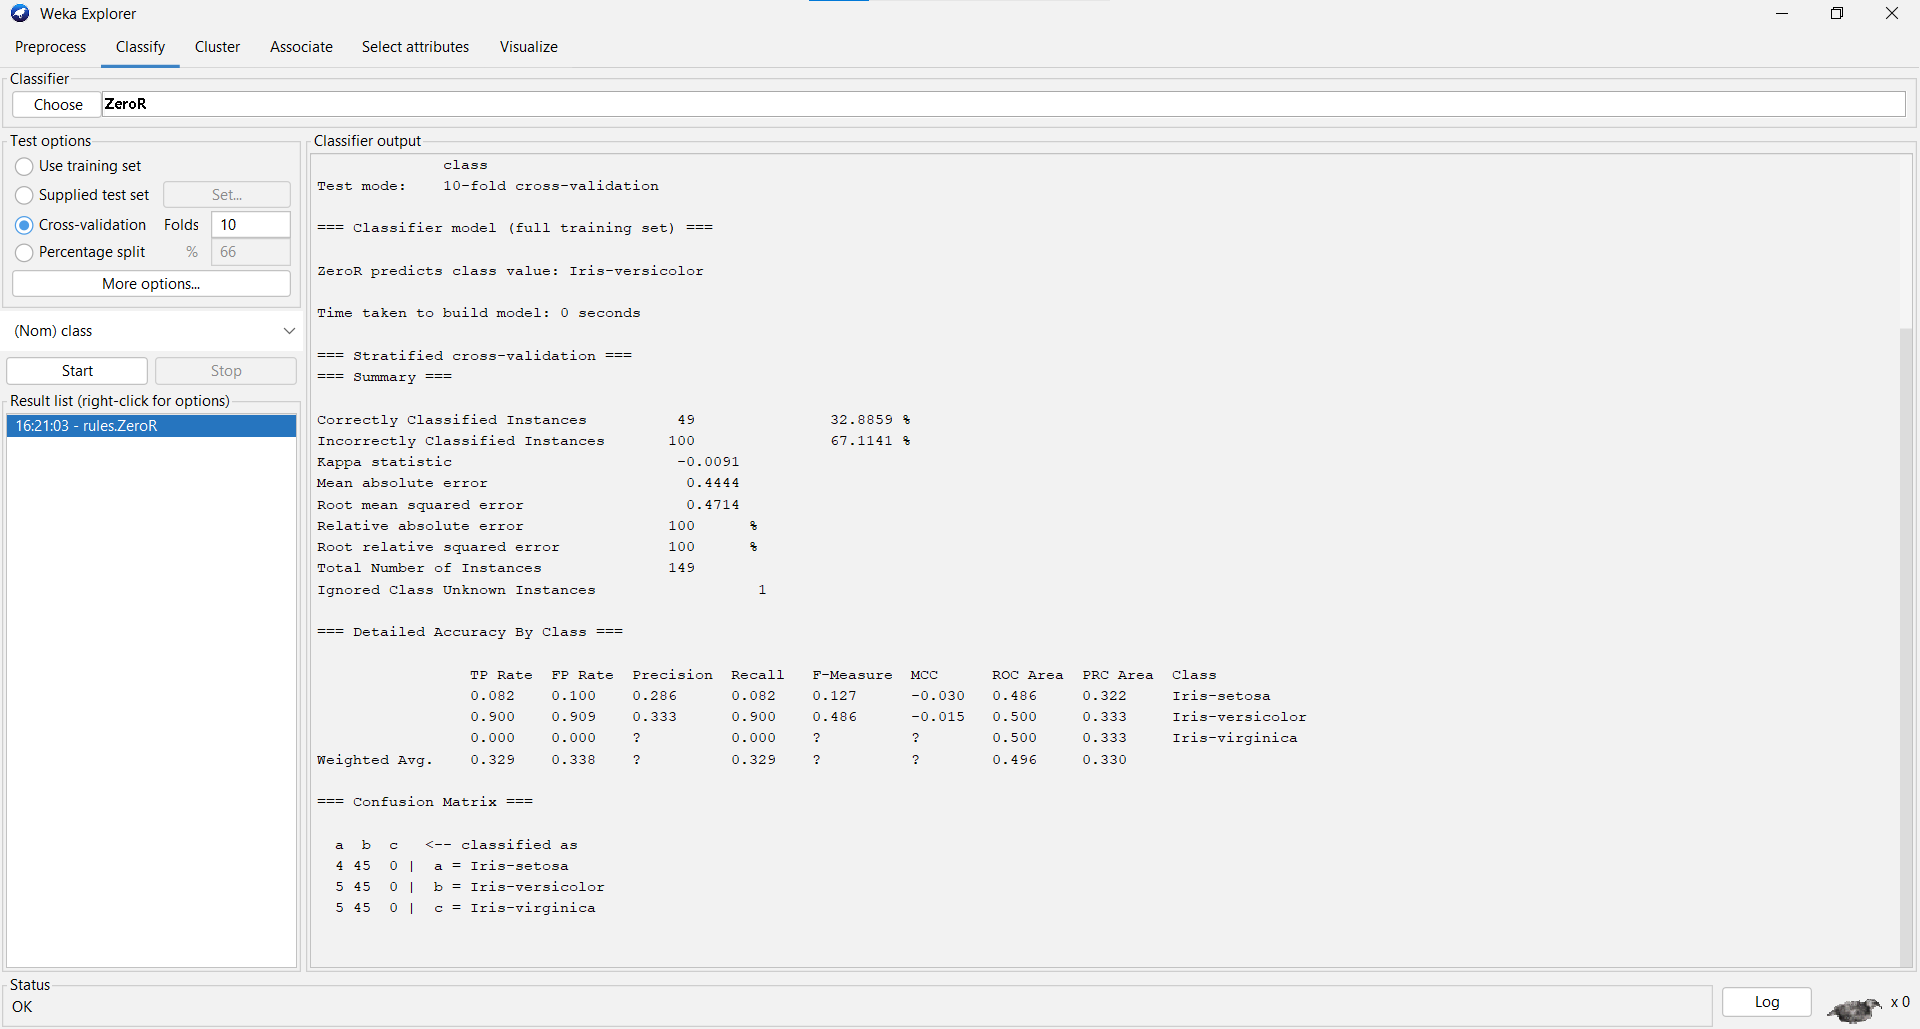 Weka Explorer
Preprocess Classify Cluster Associate Select attributes Visualize
Classifier
Choose ZeroR
Test options
Use training set
Supplied test set Set...
Cross-validation Folds 10
Percentage split % 66
More options...
(Nom) class
Start Stop
Result list (right-click for options)
16:21:03 - rules.ZeroR
Classifier output
class
Test mode: 10-fold cross-validation
=== Classifier model (full training set) ===
ZeroR predicts class value: Iris-versicolor
Time taken to build model: 0 seconds
=== Stratified cross-validation ===
=== Summary ===
Correctly Classified Instances 49 32.8859 %
Incorrectly Classified Instances 100 67.1141 %
Kappa statistic -0.0091
Mean absolute error 0.4444
Root mean squared error 0.4714
Relative absolute error 100 %
Root relative squared error 100 %
Total Number of Instances 149
Ignored Class Unknown Instances 1
=== Detailed Accuracy By Class ===
TP Rate FP Rate Precision Recall F-Measure MCC ROC Area PRC Area Class
0.082 0.100 0.286 0.082 0.127 -0.030 0.486 0.322 Iris-setosa
0.900 0.909 0.333 0.900 0.486 -0.015 0.500 0.333 Iris-versicolor
0.000 0.000 ? 0.000 ? ? 0.500 0.333 Iris-virginica
Weighted Avg. 0.329 0.338 ? 0.329 ? ? 0.496 0.330
=== Confusion Matrix ===
a b c <-- classified as
4 45 0 | a = Iris-setosa
5 45 0 | b = Iris-versicolor
5 45 0 | c = Iris-virginica
Status
OK
Log x 0